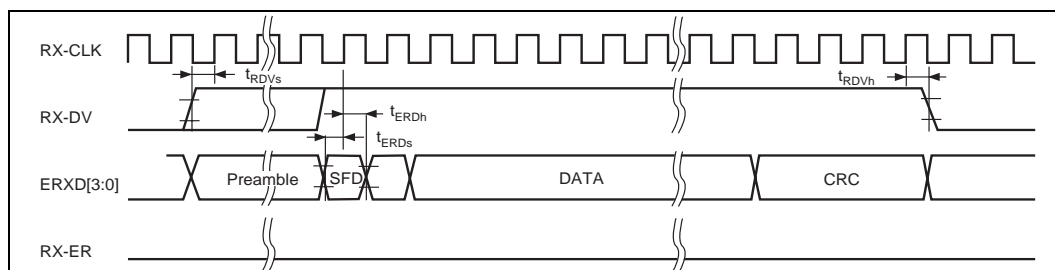 RX-CLK
tRDVs
tRDVh
RX-DV
tERDh
tERDs
ERXD[3:0]
Preamble
SFD
DATA
CRC
RX-ER